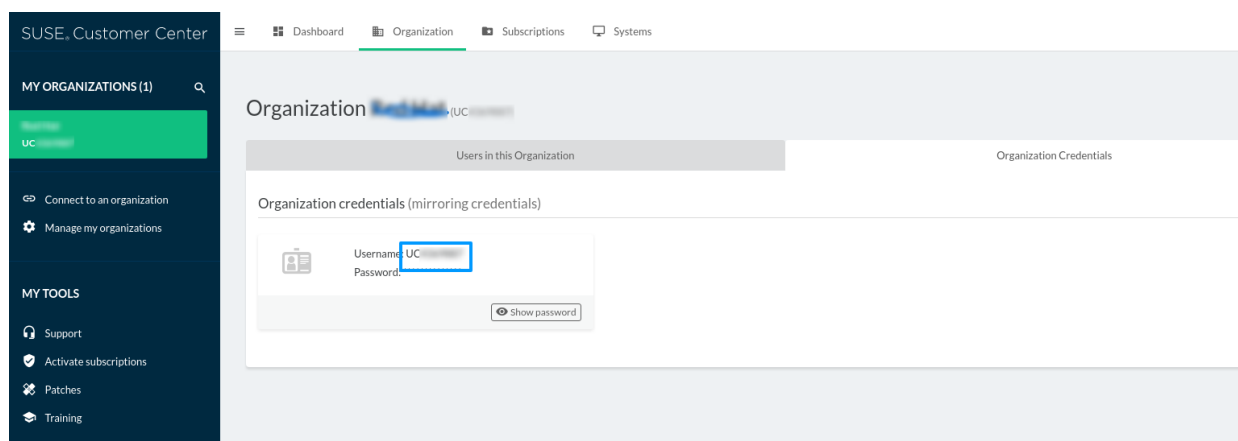 SUSE Customer Center
Dashboard
Organization
Subscriptions
Systems
MY ORGANIZATIONS (1)
UC
Connect to an organization
Manage my organizations
MY TOOLS
Support
Activate subscriptions
Patches
Training
Organization (UC
Users in this Organization
Organization Credentials
Organization credentials (mirroring credentials)
Username: UC
Password:
Show password